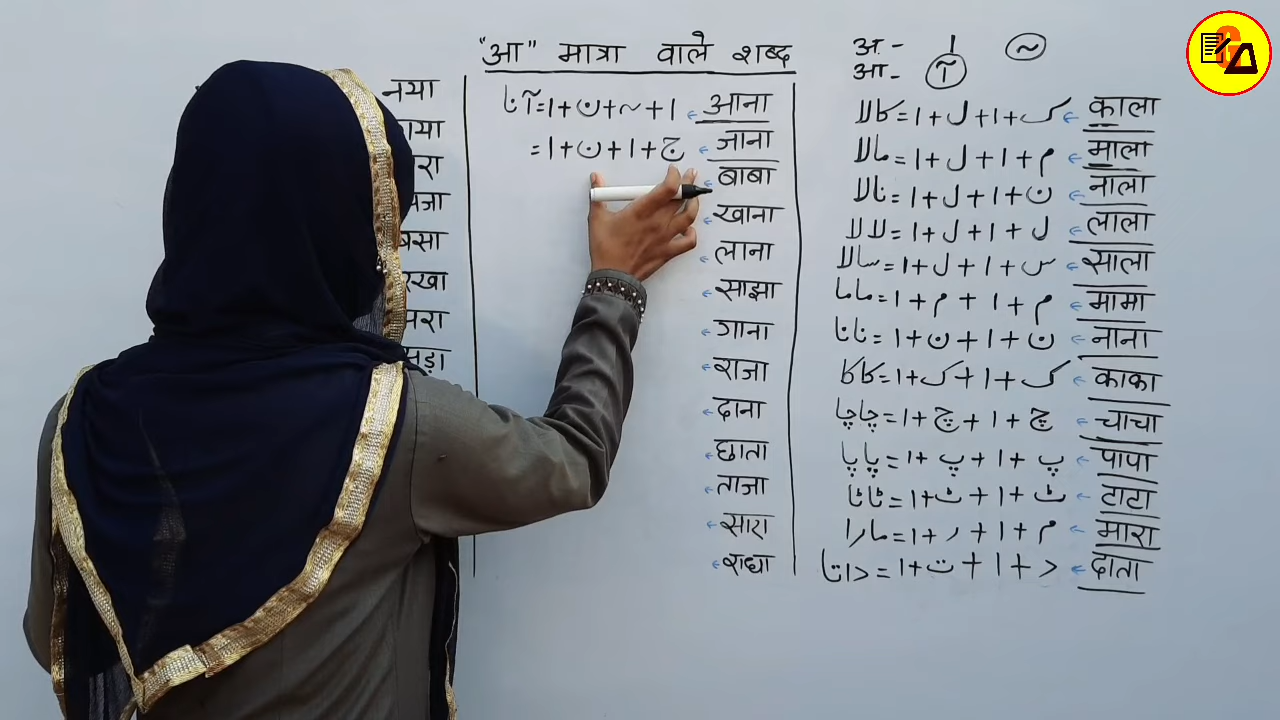 "आ" मात्रा वाले शब्द
अ - ا ~
आ - آ
काला ← ک+ا+ل+ا=کالا
माला ← م+ا+ل+ا=مالا
नाला ← ن+ا+ل+ا=نالا
लाला ← ل+ا+ل+ا=لالا
साला ← س+ا+ل+ا=سالا
मामा ← م+ا+م+ا=ماما
नाना ← ن+ا+ن+ا=نانا
काका ← ک+ا+ک+ا=کاکا
चाचा ← چ+ا+چ+ا=چاچا
पापा ← پ+ا+پ+ا=پاپا
टाटा ← ٹ+ا+ٹ+ا=ٹاٹا
मारा ← م+ا+ر+ا=مارا
दाता ← د+ا+ت+ا=داتا
आना ← ا+~+ن+ا=آنا
जाना ← ج+ا+ن+ا=
बाबा ←
खाना ←
लाना ←
साझा ←
गाना ←
राजा ←
दाना ←
छाता ←
ताजा ←
सारा ←
राधा ←
नया